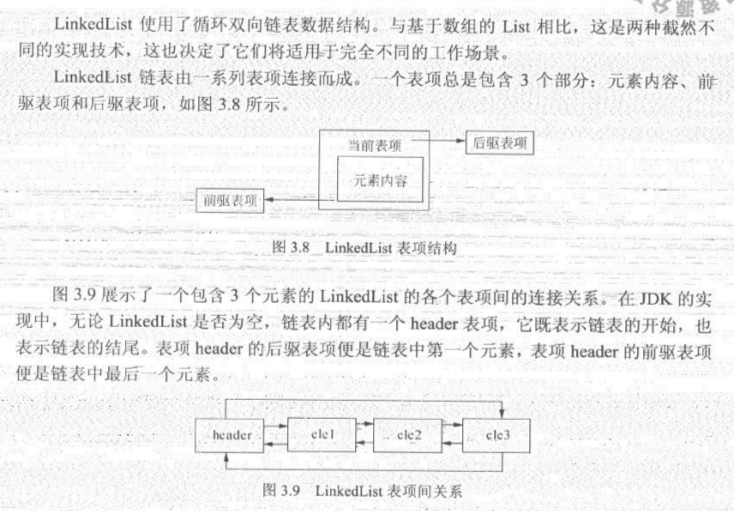 LinkedList 使用了循环双向链表数据结构。与基于数组的 List 相比，这是两种截然不
同的实现技术，这也决定了它们将适用于完全不同的工作场景。
LinkedList 链表由一系列表项连接而成。一个表项总是包含 3 个部分：元素内容、前
驱表项和后驱表项，如图 3.8 所示。
当前表项
后驱表项
元素内容
前驱表项
图 3.8 LinkedList 表项结构
图 3.9 展示了一个包含 3 个元素的 LinkedList 的各个表项间的连接关系。在 JDK 的实
现中，无论 LinkedList 是否为空，链表内都有一个 header 表项，它既表示链表的开始，也
表示链表的结尾。表项 header 的后驱表项便是链表中第一个元素，表项 header 的前驱表项
便是链表中最后一个元素。
header ele1 ele2 ele3
图 3.9 LinkedList 表项间关系